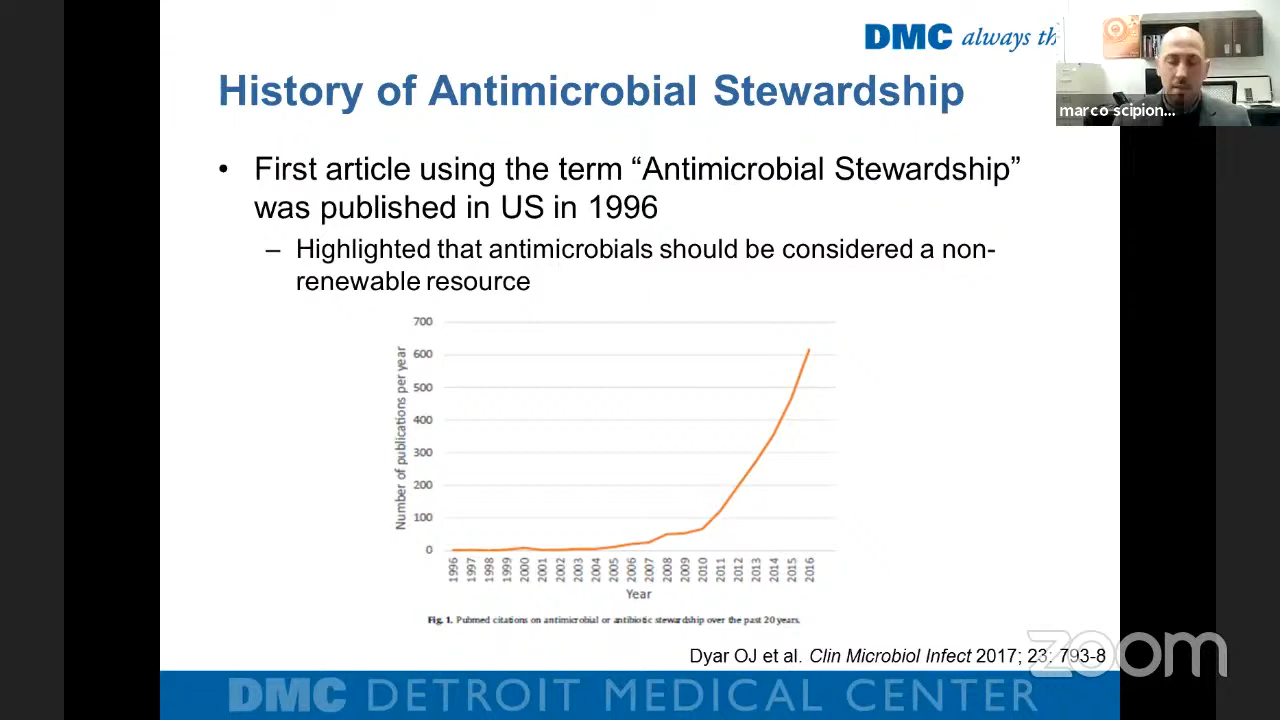 DMC always th
marco scipion...
History of Antimicrobial Stewardship
• First article using the term “Antimicrobial Stewardship”
was published in US in 1996
– Highlighted that antimicrobials should be considered a non-
renewable resource
Number of publications per year
700
600
500
400
300
200
100
0
1996 1997 1998 1999 2000 2001 2002 2003 2004 2005 2006 2007 2008 2009 2010 2011 2012 2013 2014 2015 2016
Year
Fig. 1. Pubmed citations on antimicrobial or antibiotic stewardship over the past 20 years.
Dyar OJ et al. Clin Microbiol Infect 2017; 23: 793-8
zoom
DMC DETROIT MEDICAL CENTER